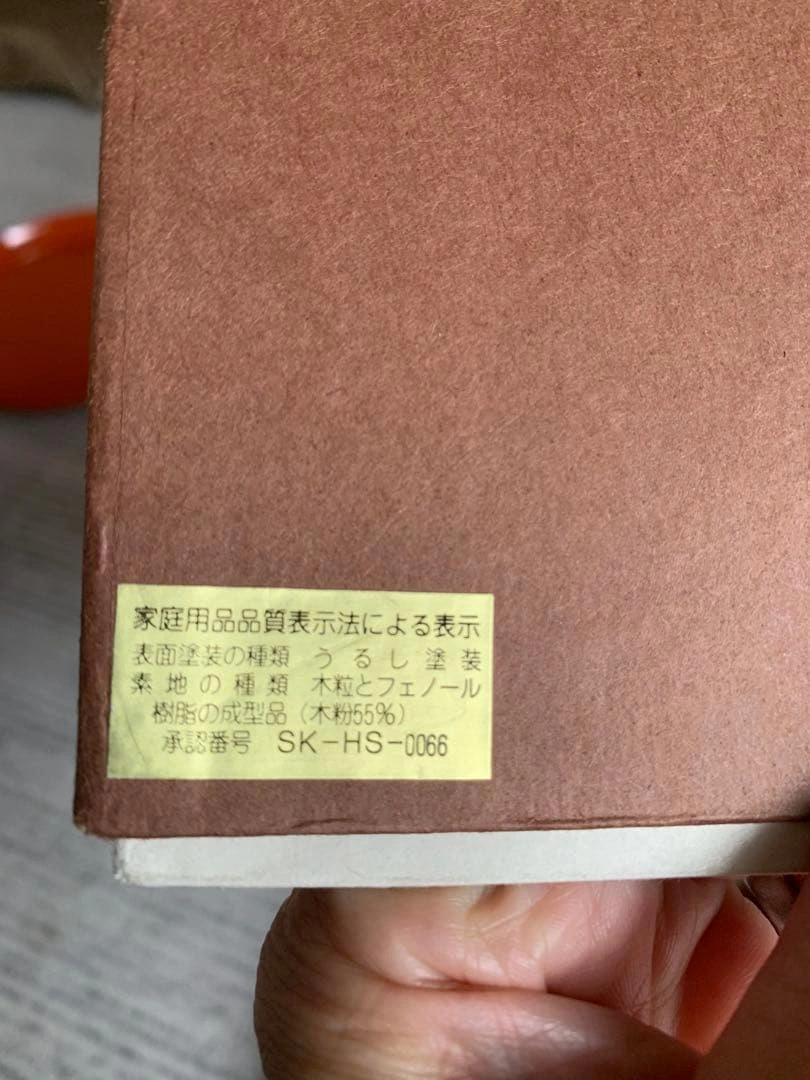 家庭用品品質表示法による表示
表面塗装の種類 うるし塗装
素地の種類 木粒とフェノール
樹脂の成型品(木粉55%)
承認番号 SK-HS-0066